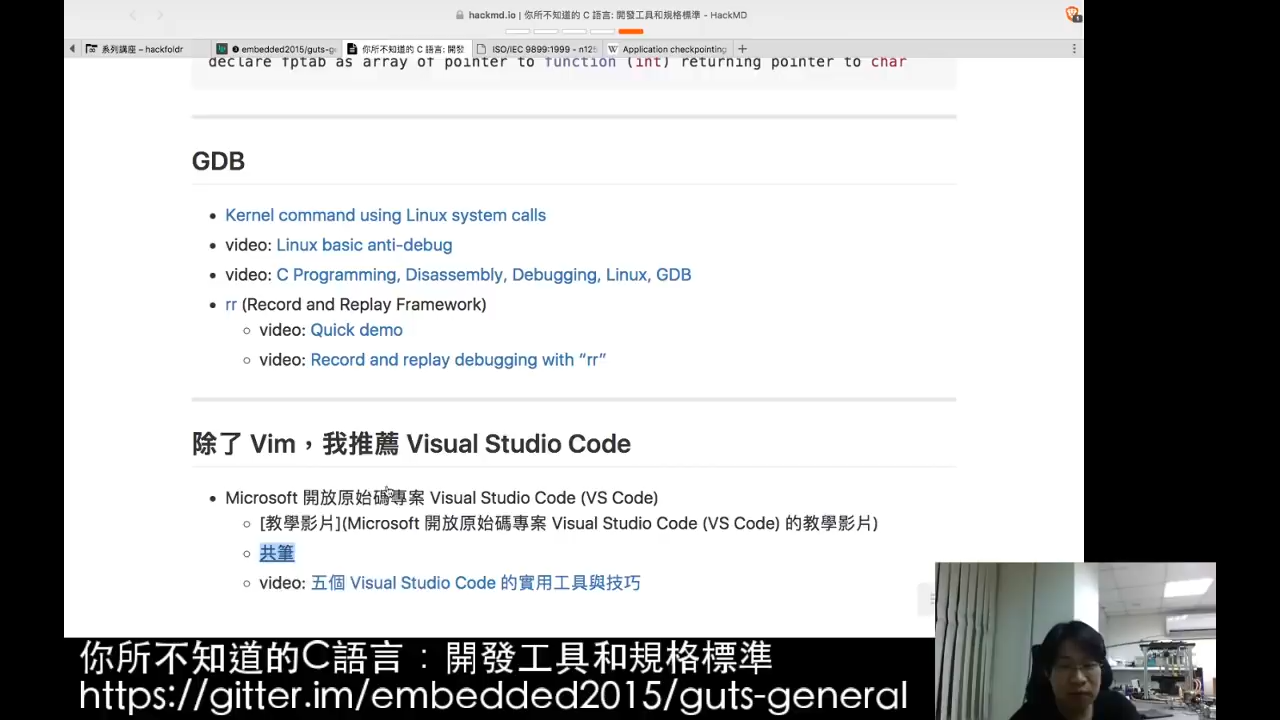 hackmd.io | 你所不知道的 C 語言: 開發工具和規格標準 - HackMD
系列講座 – hackfoldr
embedded2015/guts-g
你所不知道的 C 語言: 開發
ISO/IEC 9899:1999 - n125
Application checkpointing
declare fptab as array of pointer to function (int) returning pointer to char
GDB
Kernel command using Linux system calls
video: Linux basic anti-debug
video: C Programming, Disassembly, Debugging, Linux, GDB
rr (Record and Replay Framework)
video: Quick demo
video: Record and replay debugging with “rr”
除了 Vim，我推薦 Visual Studio Code
Microsoft 開放原始碼專案 Visual Studio Code (VS Code)
[教學影片](Microsoft 開放原始碼專案 Visual Studio Code (VS Code) 的教學影片)
共筆
video: 五個 Visual Studio Code 的實用工具與技巧
你所不知道的C語言：開發工具和規格標準
https://gitter.im/embedded2015/guts-general